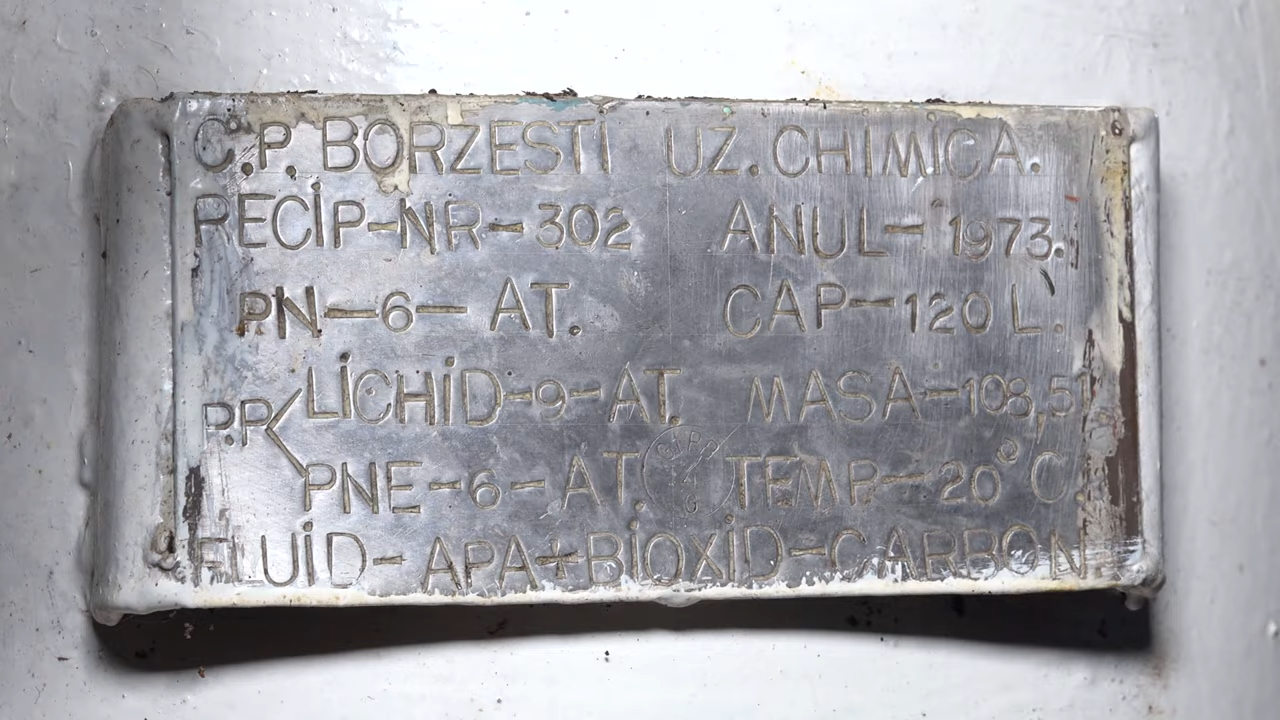 C.P. BORZESTI UZ. CHIMICA.
RECIP-NR-302 ANUL-1973.
PN-6-AT. CAP-120 L.
P.P. LICHID-9-AT. MASA-108,5
PNE-6-AT. TEMP-20°C.
FLUID-APA+BIOXID-CARBON